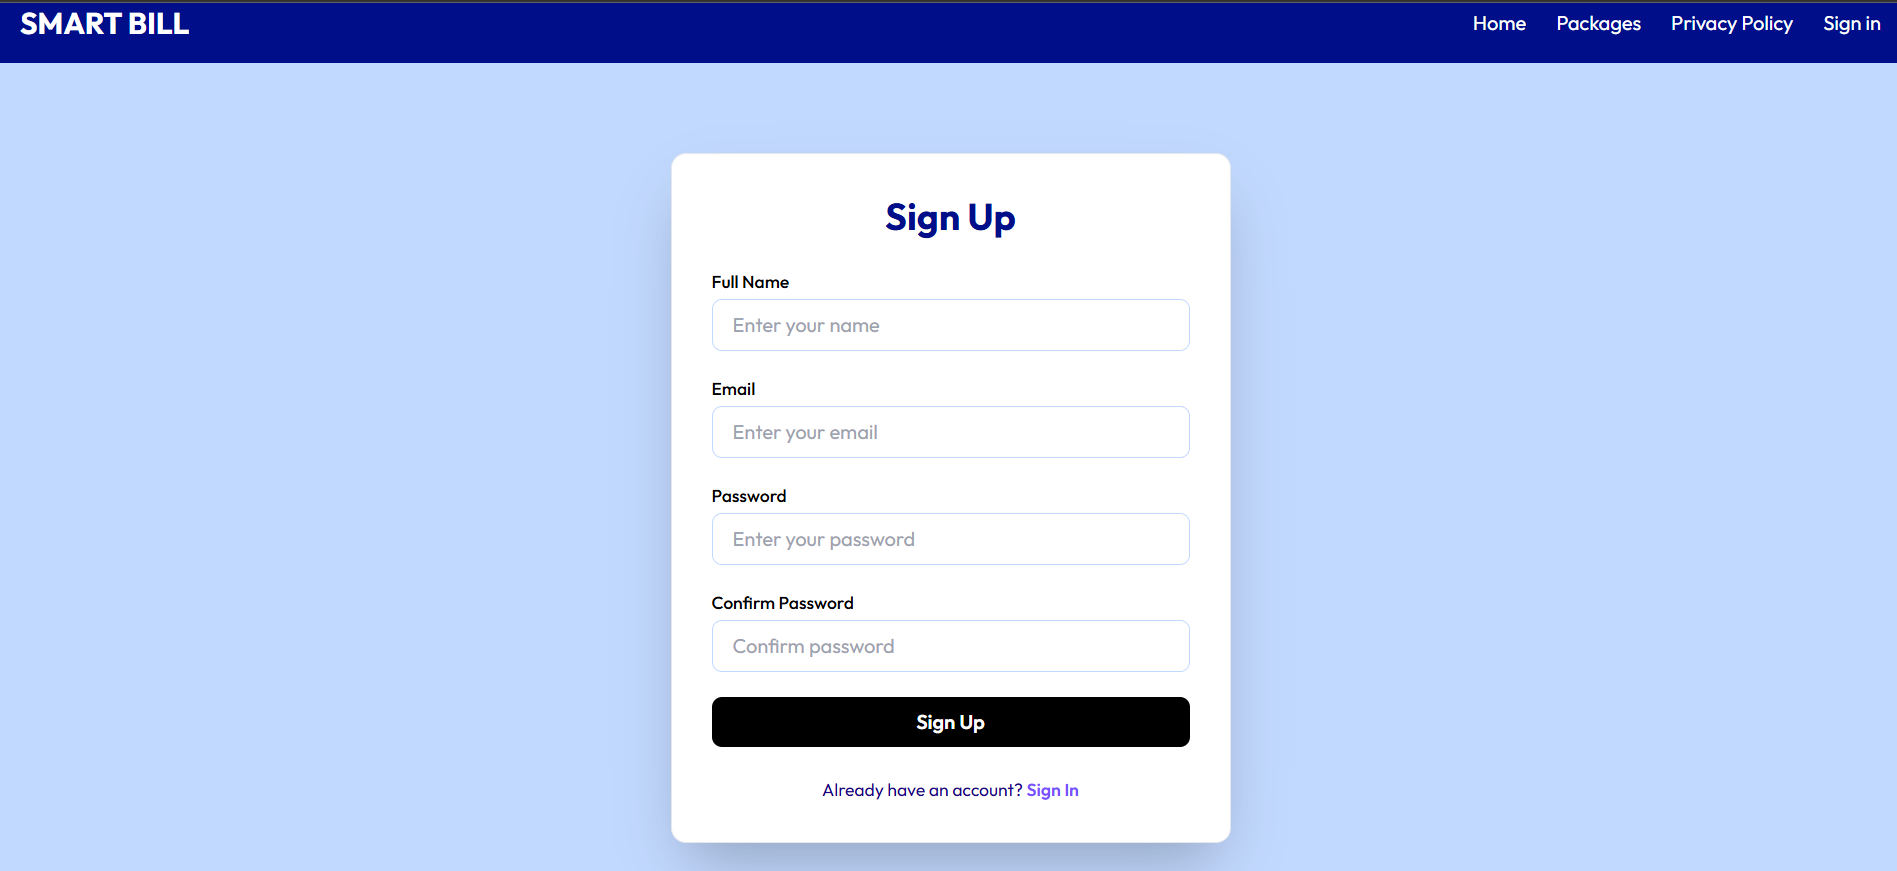 SMART BILL Home Packages Privacy Policy Sign in
Sign Up
Full Name
Enter your name
Email
Enter your email
Password
Enter your password
Confirm Password
Confirm password
Sign Up
Already have an account? Sign In